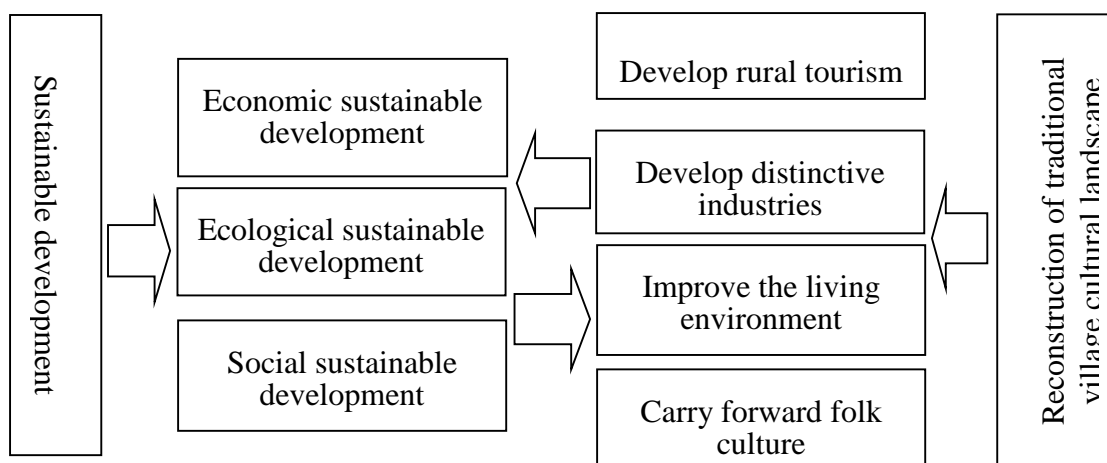 Sustainable development
Economic sustainable
development
Ecological sustainable
development
Social sustainable
development
Develop rural tourism
Develop distinctive
industries
Improve the living
environment
Carry forward folk
culture
Reconstruction of traditional
village cultural landscape